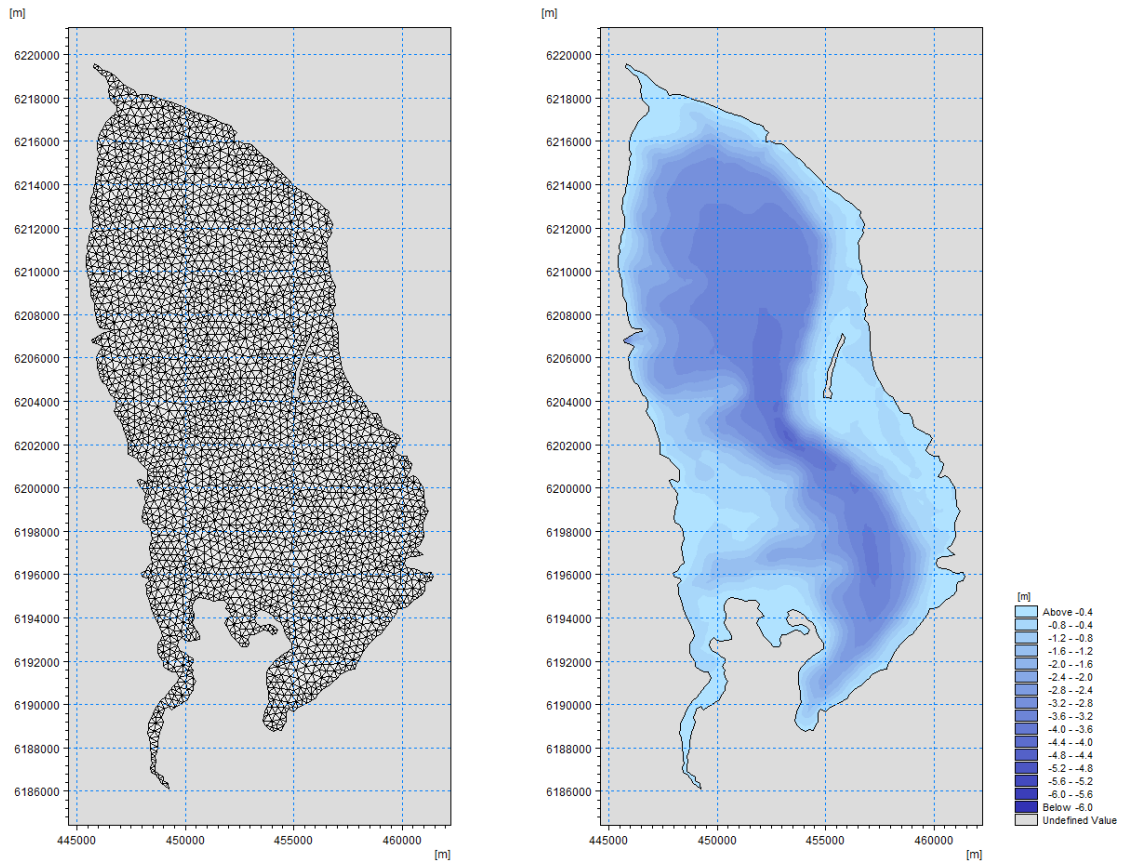 [m]
6220000
6218000
6216000
6214000
6212000
6210000
6208000
6206000
6204000
6202000
6200000
6198000
6196000
6194000
6192000
6190000
6188000
6186000
445000 450000 455000 460000
[m]
[m]
6220000
6218000
6216000
6214000
6212000
6210000
6208000
6206000
6204000
6202000
6200000
6198000
6196000
6194000
6192000
6190000
6188000
6186000
445000 450000 455000 460000
[m]
[m]
Above -0.4
-0.8 - -0.4
-1.2 - -0.8
-1.6 - -1.2
-2.0 - -1.6
-2.4 - -2.0
-2.8 - -2.4
-3.2 - -2.8
-3.6 - -3.2
-4.0 - -3.6
-4.4 - -4.0
-4.8 - -4.4
-5.2 - -4.8
-5.6 - -5.2
-6.0 - -5.6
Below -6.0
Undefined Value